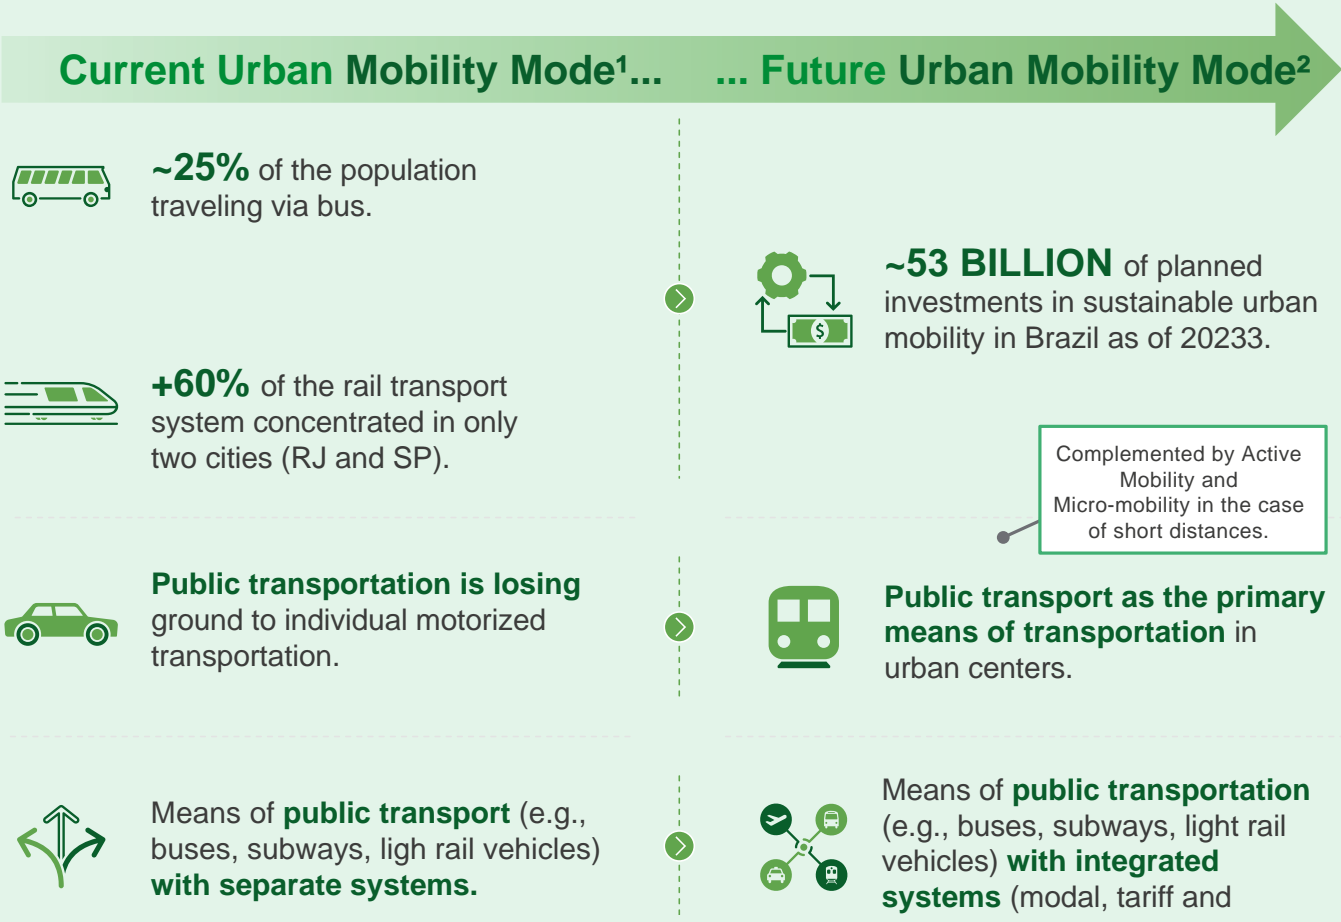 Current Urban Mobility Mode¹... ... Future Urban Mobility Mode²
~25% of the population
traveling via bus.
+60% of the rail transport
system concentrated in only
two cities (RJ and SP).
~53 BILLION of planned
investments in sustainable urban
mobility in Brazil as of 20233.
$
Complemented by Active
Mobility and
Micro-mobility in the case
of short distances.
Public transportation is losing
ground to individual motorized
transportation.
Public transport as the primary
means of transportation in
urban centers.
Means of public transport (e.g.,
buses, subways, ligh rail vehicles)
with separate systems.
Means of public transportation
(e.g., buses, subways, light rail
vehicles) with integrated
systems (modal, tariff and